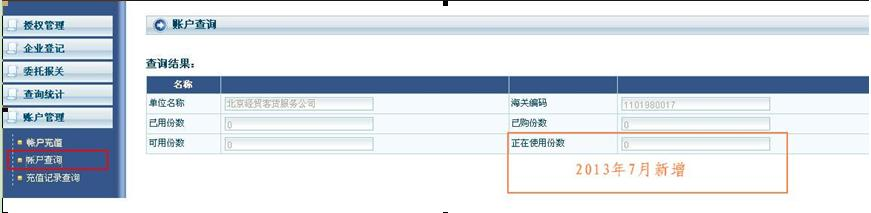 授权管理
企业登记
委托报关
查询统计
账户管理
帐户充值
帐户查询
充值记录查询
账户查询
查询结果：
名称
单位名称 北京经贸客货服务公司 海关编码 1101980017
已用份数 0 已购份数 0
可用份数 0 正在使用份数 0
2013年7月新增